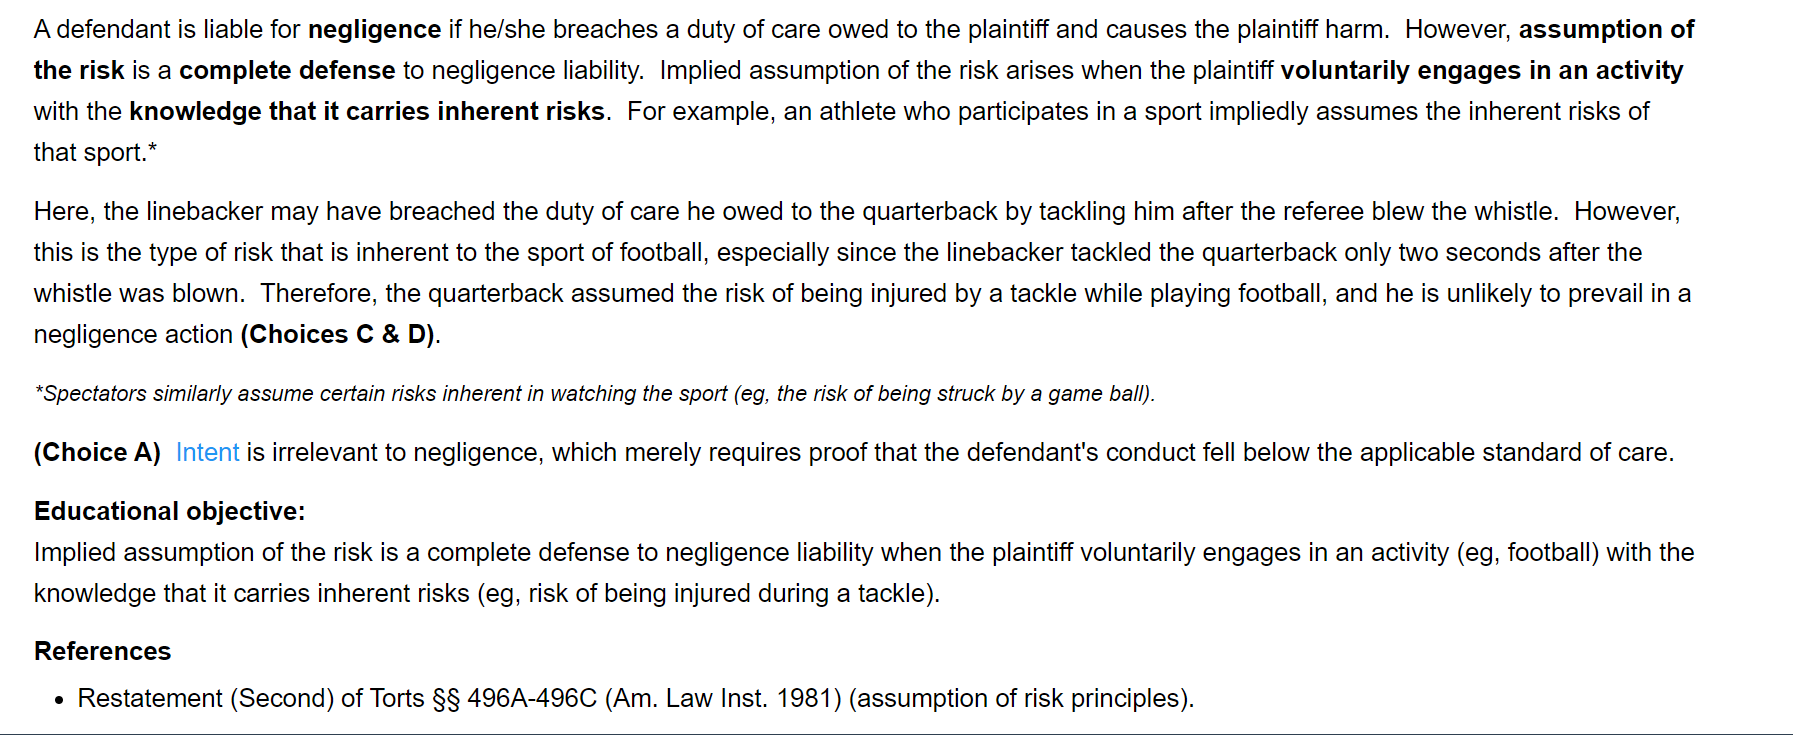 A defendant is liable for negligence if he/she breaches a duty of care owed to the plaintiff and causes the plaintiff harm.  However, assumption of
the risk is a complete defense to negligence liability.  Implied assumption of the risk arises when the plaintiff voluntarily engages in an activity
with the knowledge that it carries inherent risks.  For example, an athlete who participates in a sport impliedly assumes the inherent risks of
that sport.*
Here, the linebacker may have breached the duty of care he owed to the quarterback by tackling him after the referee blew the whistle.  However,
this is the type of risk that is inherent to the sport of football, especially since the linebacker tackled the quarterback only two seconds after the
whistle was blown.  Therefore, the quarterback assumed the risk of being injured by a tackle while playing football, and he is unlikely to prevail in a
negligence action (Choices C & D).
*Spectators similarly assume certain risks inherent in watching the sport (eg, the risk of being struck by a game ball).
(Choice A)  Intent is irrelevant to negligence, which merely requires proof that the defendant's conduct fell below the applicable standard of care.
Educational objective:
Implied assumption of the risk is a complete defense to negligence liability when the plaintiff voluntarily engages in an activity (eg, football) with the
knowledge that it carries inherent risks (eg, risk of being injured during a tackle).
References
• Restatement (Second) of Torts §§ 496A-496C (Am. Law Inst. 1981) (assumption of risk principles).